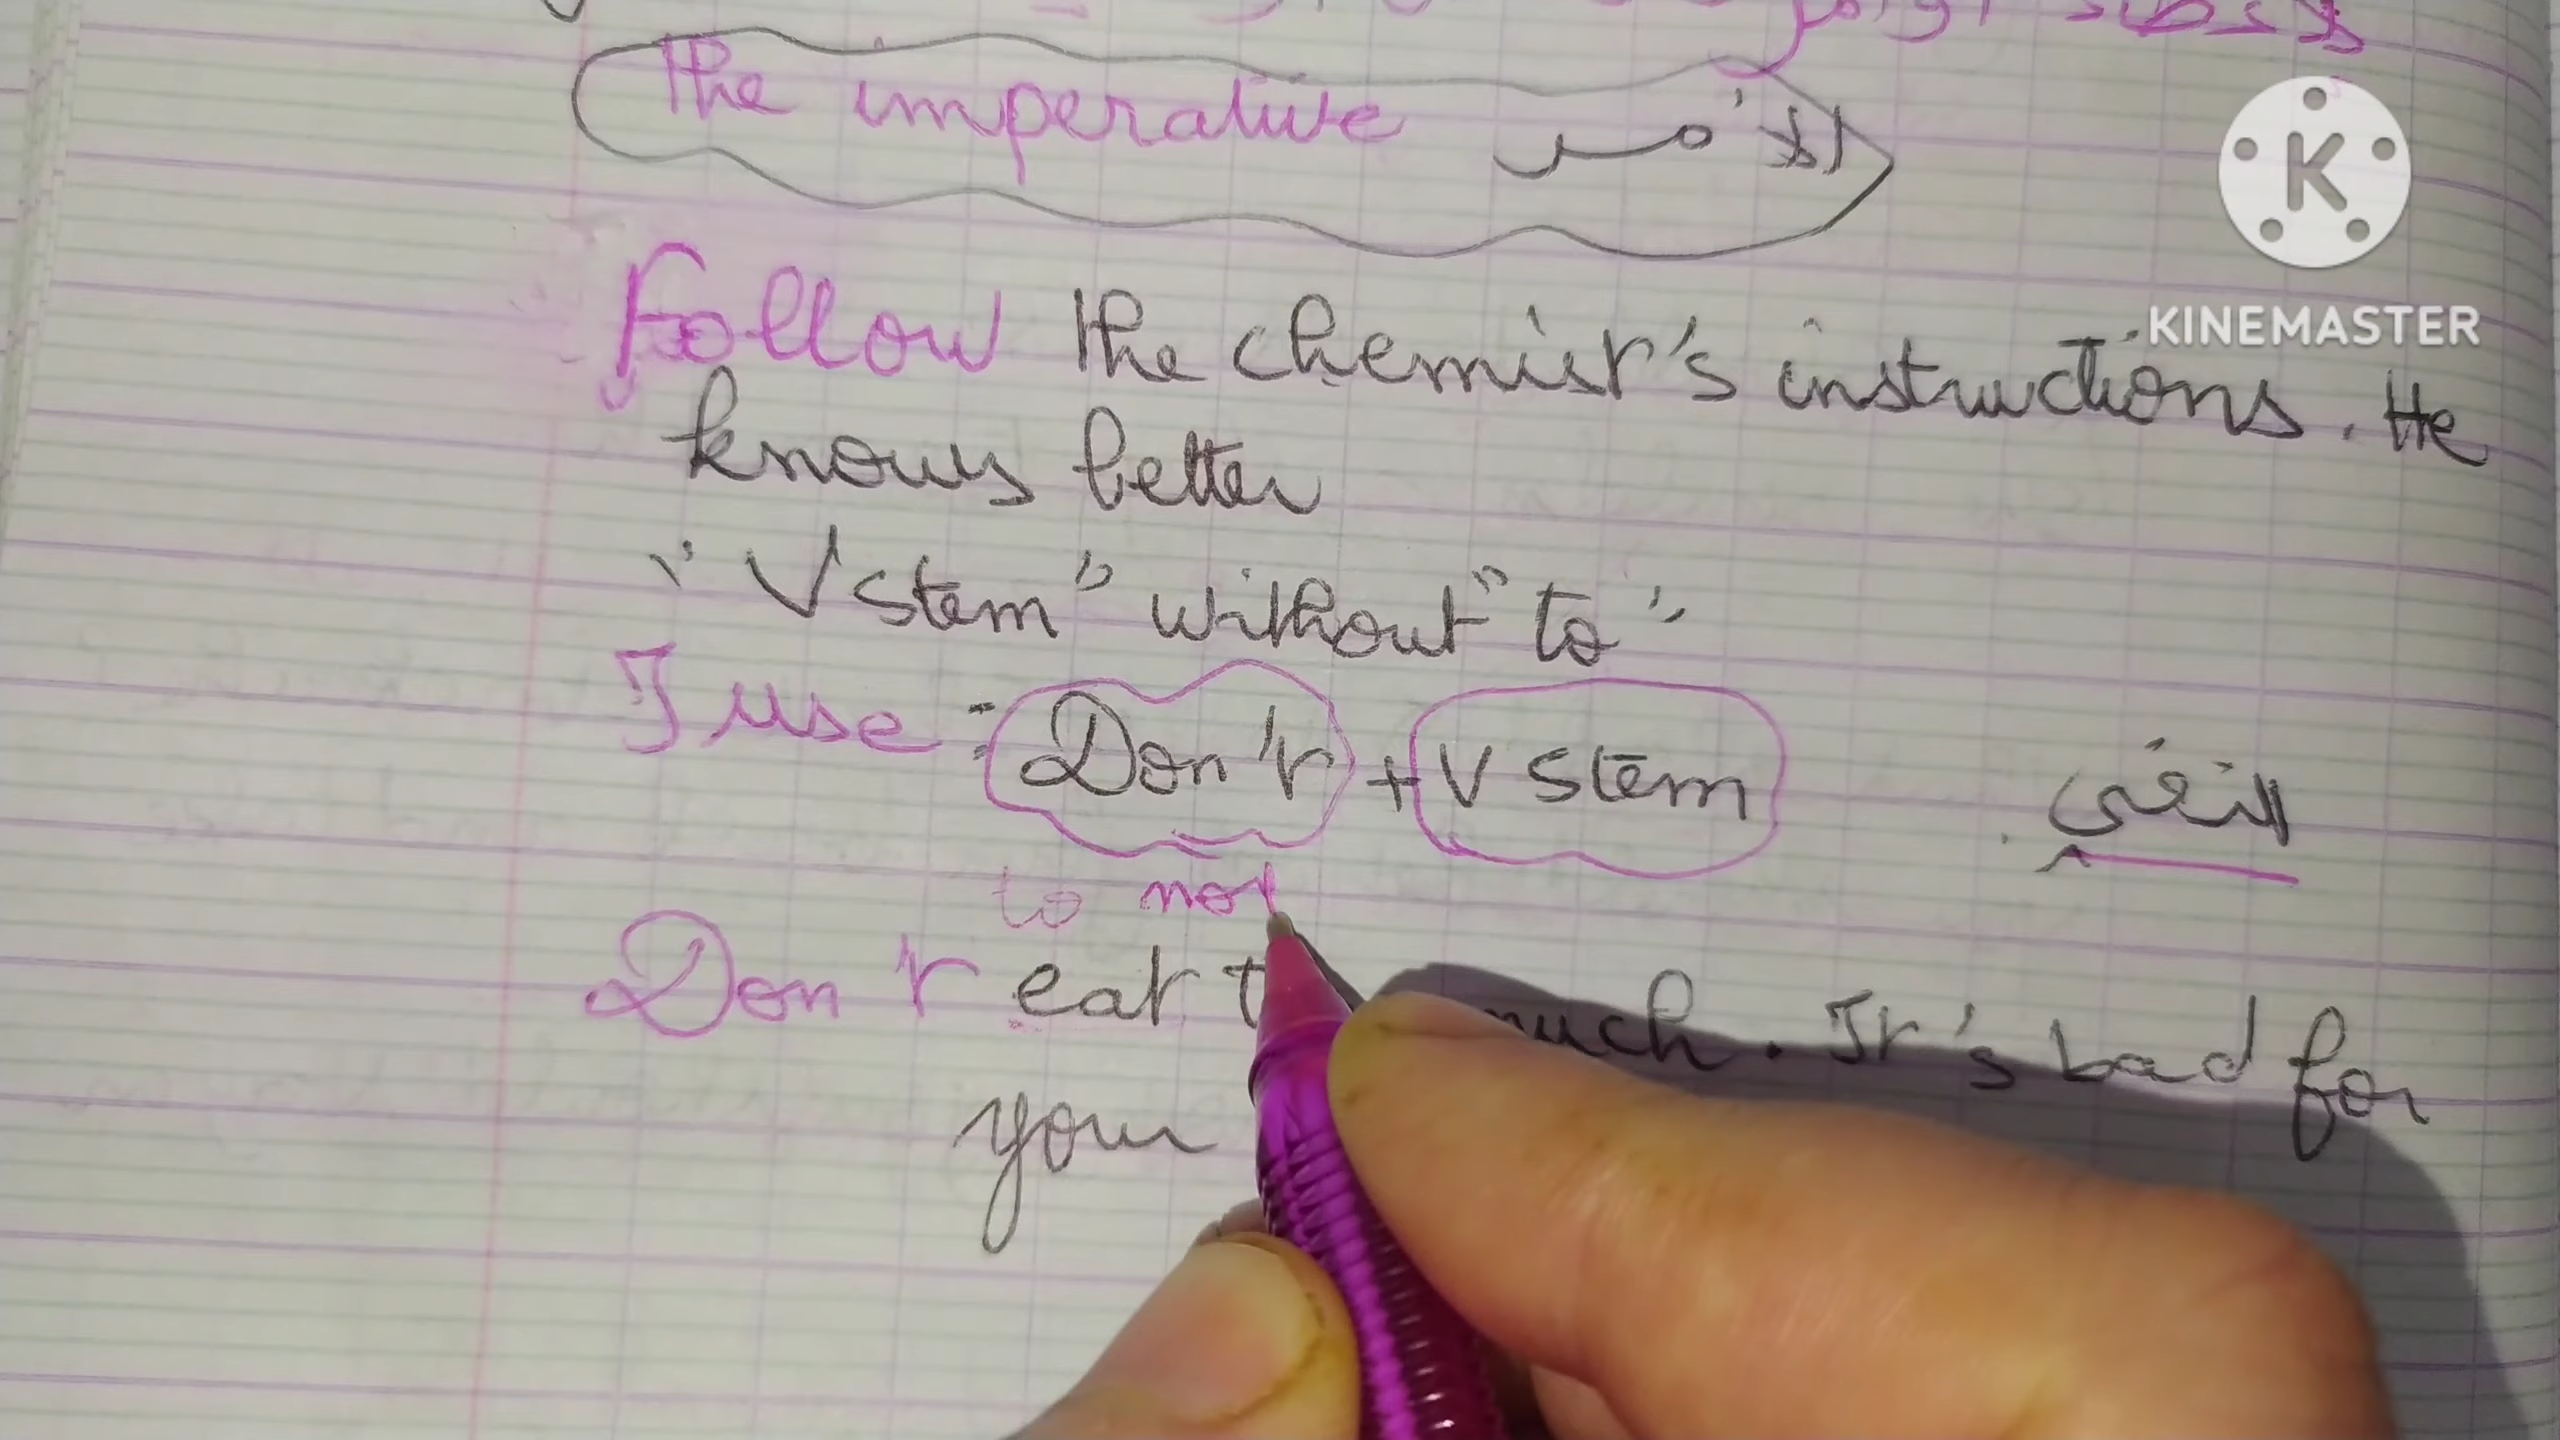 the imperative الأمر
Follow the chemist's instructions. He
knows better
"V stem" without "to"
I use : Don't + V stem النفي
to not
Don't eat much. It's bad for
your
KINEMASTER